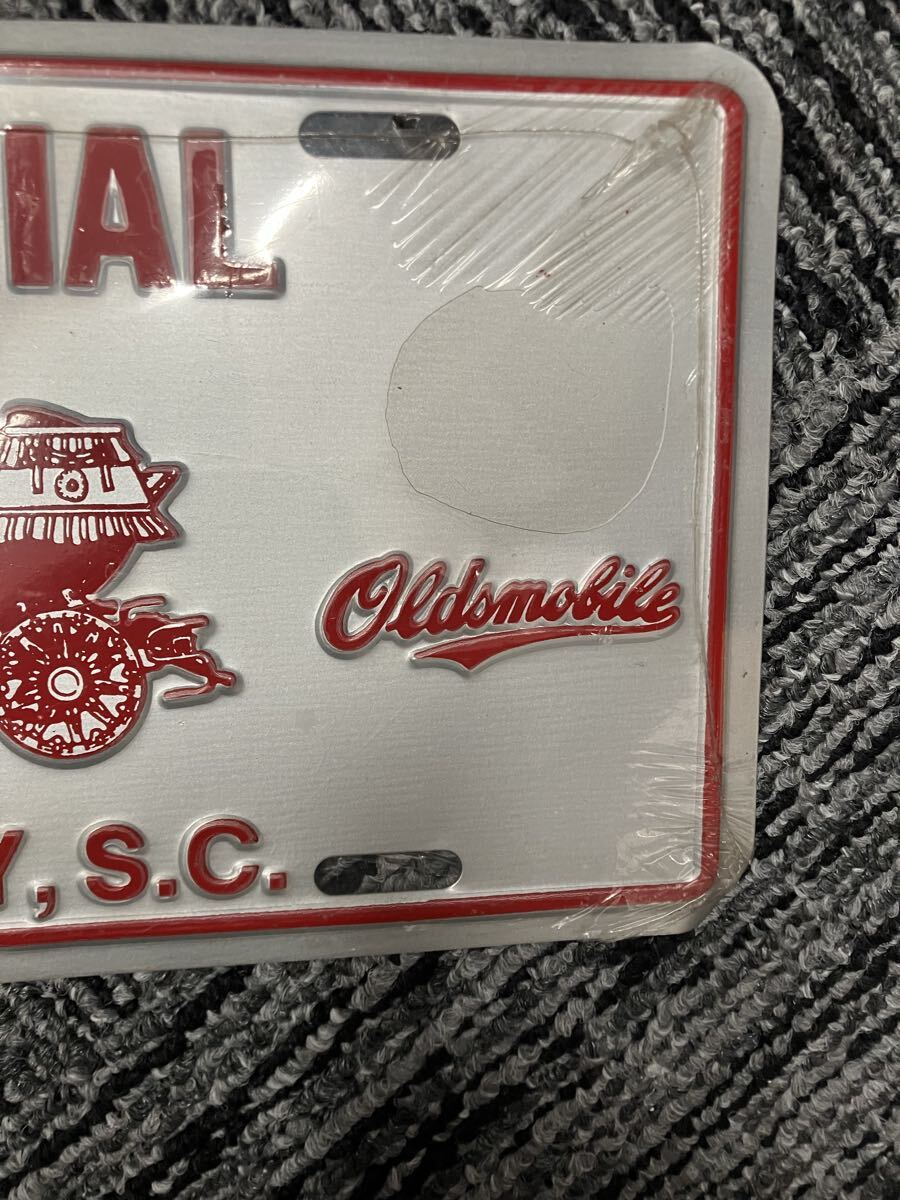 IAL
Oldsmobile
Y, S.C.